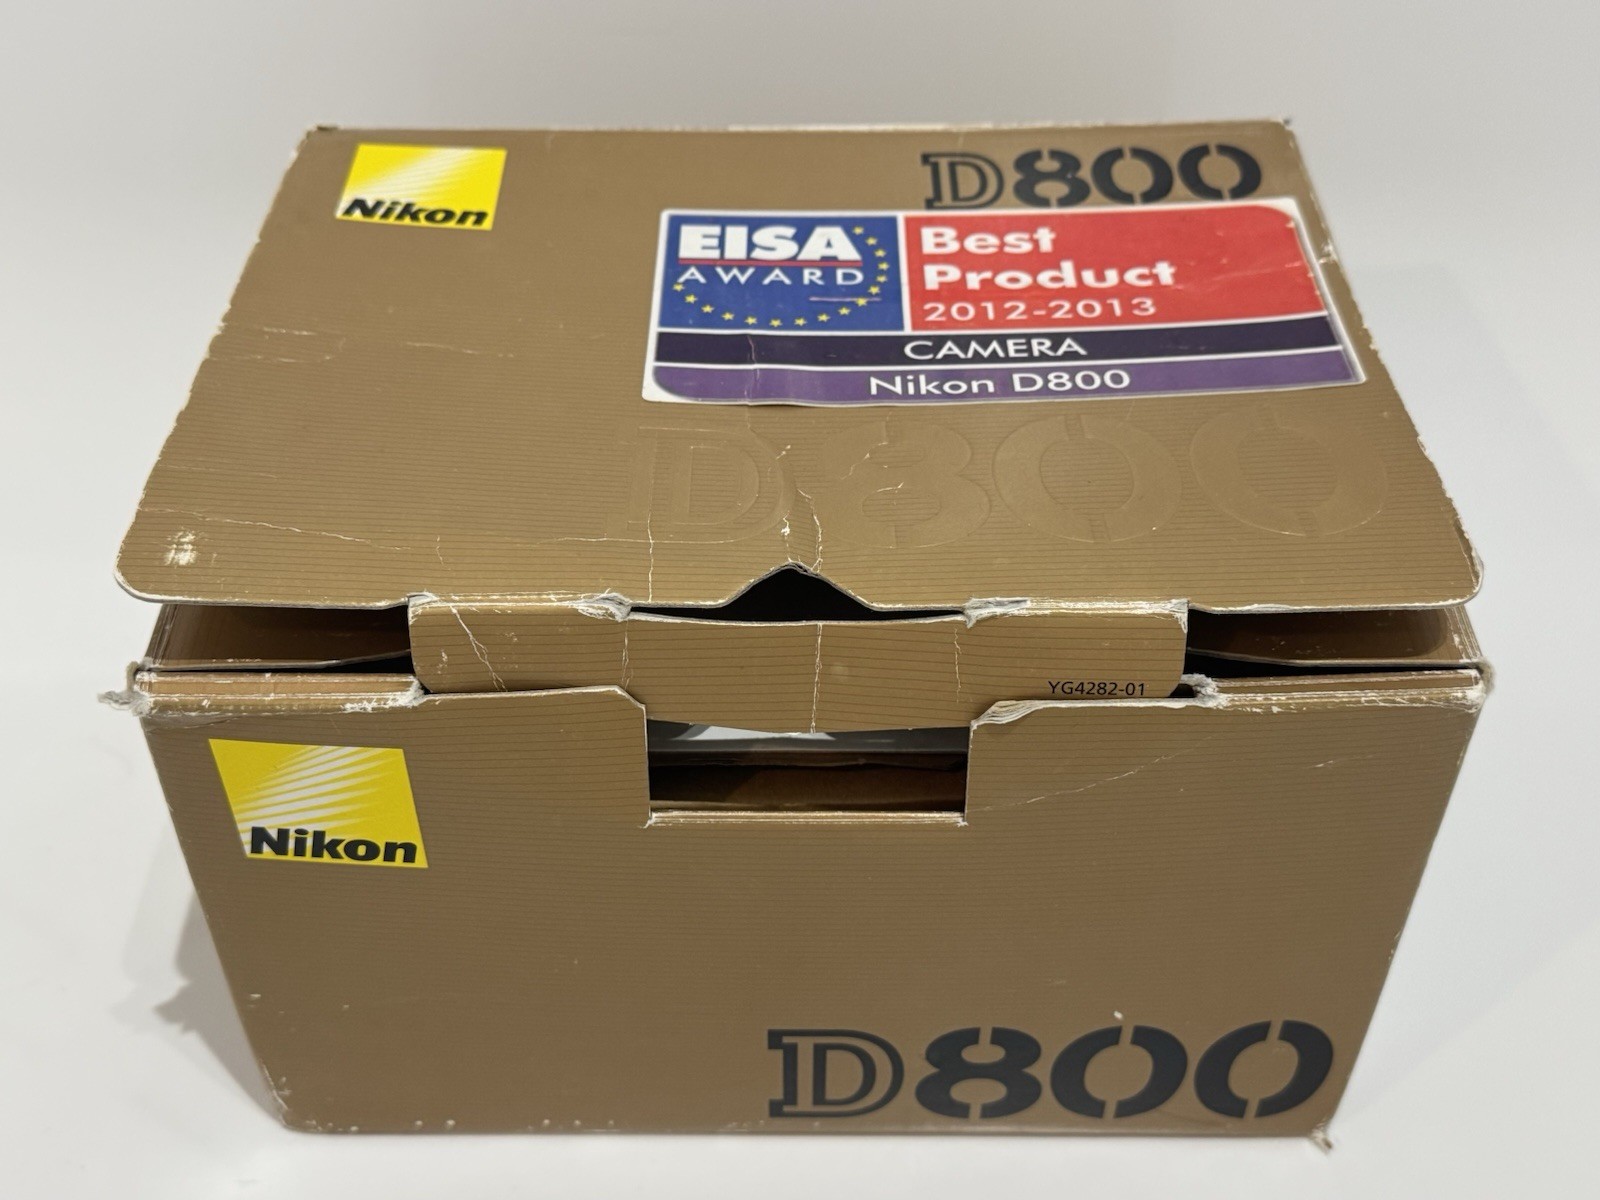 Nikon
D800
EISA
AWARD
Best
Product
2012-2013
CAMERA
Nikon D800
D800
YG4282-01
Nikon
D800